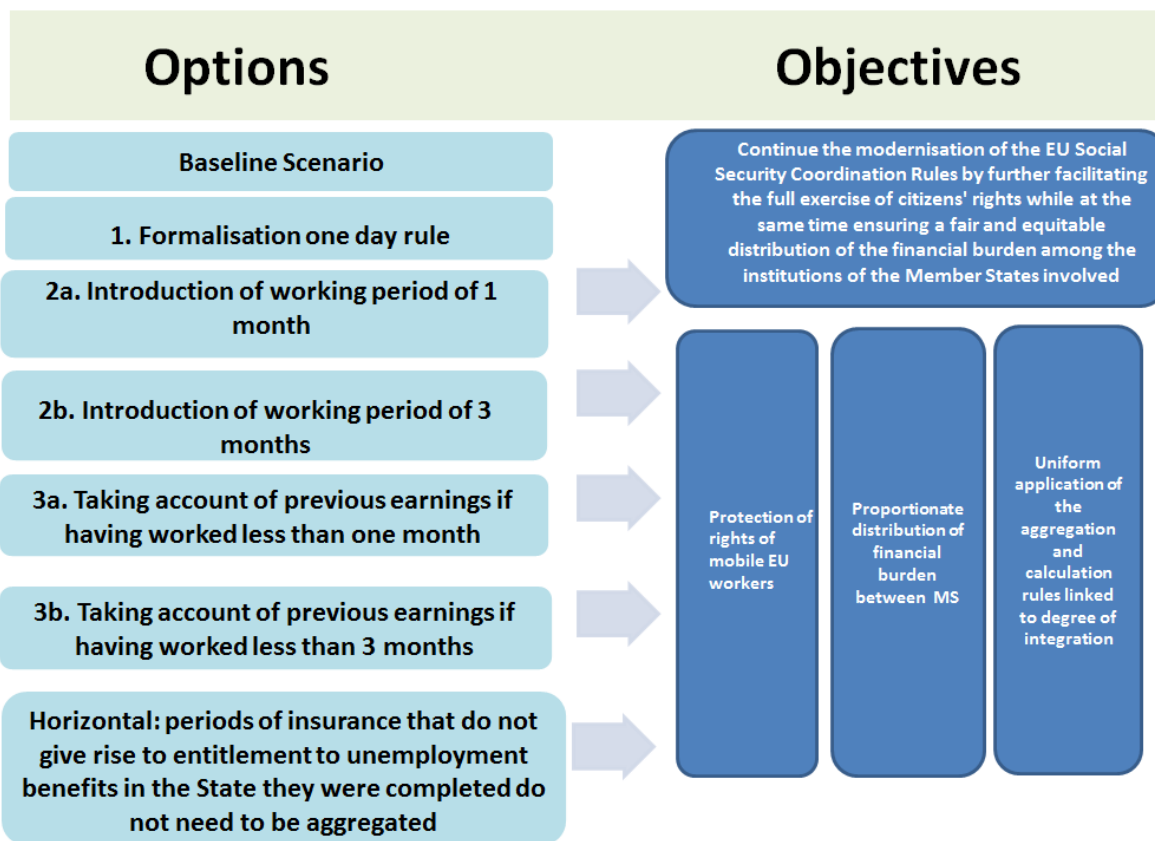 Options
Objectives
Baseline Scenario
1. Formalisation one day rule
2a. Introduction of working period of 1
month
2b. Introduction of working period of 3
months
3a. Taking account of previous earnings if
having worked less than one month
3b. Taking account of previous earnings if
having worked less than 3 months
Horizontal: periods of insurance that do not
give rise to entitlement to unemployment
benefits in the State they were completed do
not need to be aggregated
Continue the modernisation of the EU Social
Security Coordination Rules by further facilitating
the full exercise of citizens' rights while at the
same time ensuring a fair and equitable
distribution of the financial burden among the
institutions of the Member States involved
Protection of
rights of
mobile EU
workers
Proportionate
distribution of
financial
burden
between MS
Uniform
application of
the
aggregation
and
calculation
rules linked
to degree of
integration